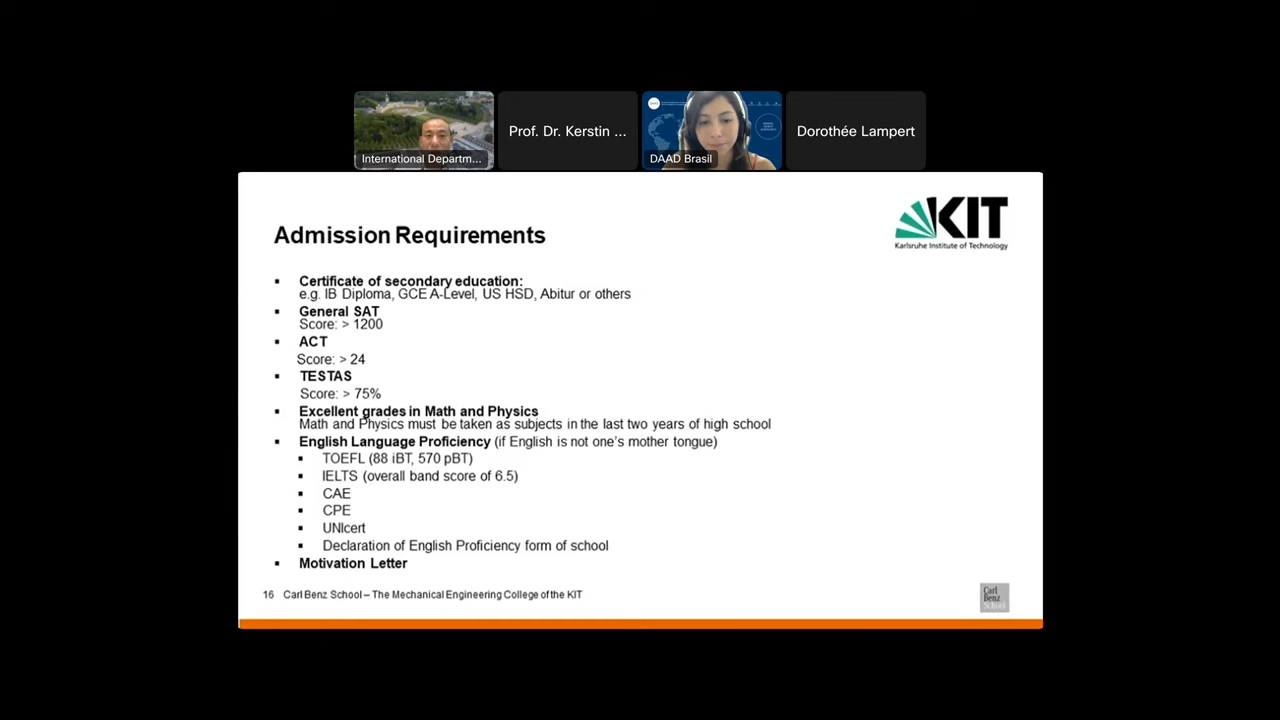 International Departm...
Prof. Dr. Kerstin ...
DAAD Brasil
Dorothée Lampert
KIT
Karlsruhe Institute of Technology
Admission Requirements
▪ Certificate of secondary education:
e.g. IB Diploma, GCE A-Level, US HSD, Abitur or others
▪ General SAT
Score: > 1200
▪ ACT
Score: > 24
▪ TESTAS
Score: > 75%
▪ Excellent grades in Math and Physics
Math and Physics must be taken as subjects in the last two years of high school
▪ English Language Proficiency (if English is not one's mother tongue)
▪ TOEFL (88 iBT, 570 pBT)
▪ IELTS (overall band score of 6.5)
▪ CAE
▪ CPE
▪ UNIcert
▪ Declaration of English Proficiency form of school
▪ Motivation Letter
16 Carl Benz School – The Mechanical Engineering College of the KIT
Carl
Benz
School